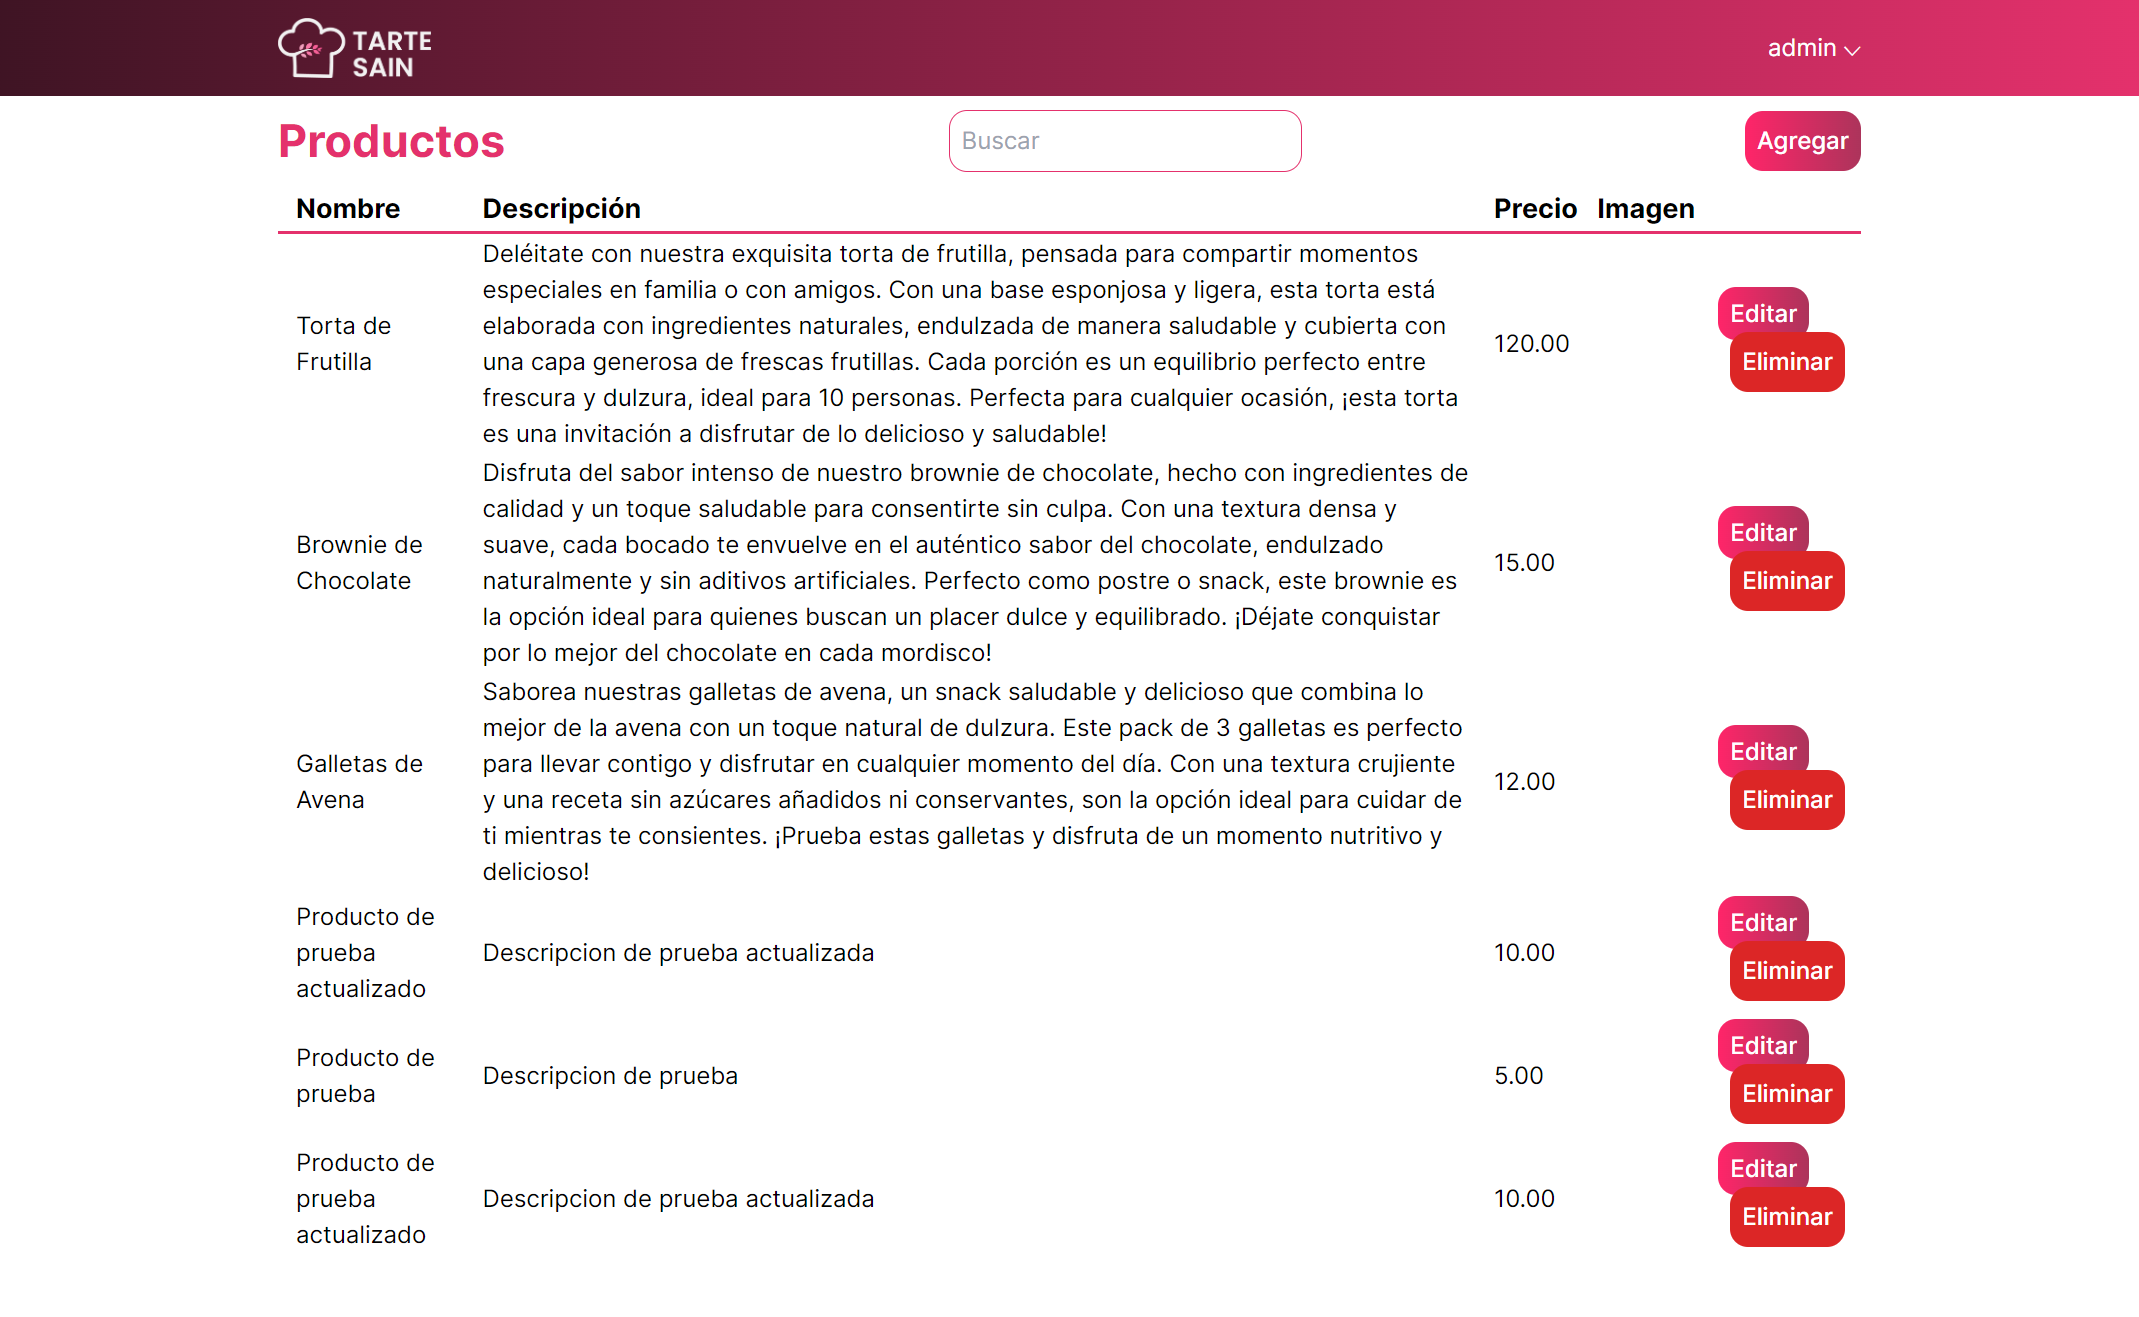 TARTE
SAIN
admin
Productos
Buscar
Agregar
Nombre Descripción Precio Imagen
Torta de
Frutilla
Deléitate con nuestra exquisita torta de frutilla, pensada para compartir momentos
especiales en familia o con amigos. Con una base esponjosa y ligera, esta torta está
elaborada con ingredientes naturales, endulzada de manera saludable y cubierta con
una capa generosa de frescas frutillas. Cada porción es un equilibrio perfecto entre
frescura y dulzura, ideal para 10 personas. Perfecta para cualquier ocasión, ¡esta torta
es una invitación a disfrutar de lo delicioso y saludable!
120.00
Editar
Eliminar
Brownie de
Chocolate
Disfruta del sabor intenso de nuestro brownie de chocolate, hecho con ingredientes de
calidad y un toque saludable para consentirte sin culpa. Con una textura densa y
suave, cada bocado te envuelve en el auténtico sabor del chocolate, endulzado
naturalmente y sin aditivos artificiales. Perfecto como postre o snack, este brownie es
la opción ideal para quienes buscan un placer dulce y equilibrado. ¡Déjate conquistar
por lo mejor del chocolate en cada mordisco!
15.00
Editar
Eliminar
Galletas de
Avena
Saborea nuestras galletas de avena, un snack saludable y delicioso que combina lo
mejor de la avena con un toque natural de dulzura. Este pack de 3 galletas es perfecto
para llevar contigo y disfrutar en cualquier momento del día. Con una textura crujiente
y una receta sin azúcares añadidos ni conservantes, son la opción ideal para cuidar de
ti mientras te consientes. ¡Prueba estas galletas y disfruta de un momento nutritivo y
delicioso!
12.00
Editar
Eliminar
Producto de
prueba
actualizado
Descripcion de prueba actualizada
10.00
Editar
Eliminar
Producto de
prueba
Descripcion de prueba
5.00
Editar
Eliminar
Producto de
prueba
actualizado
Descripcion de prueba actualizada
10.00
Editar
Eliminar